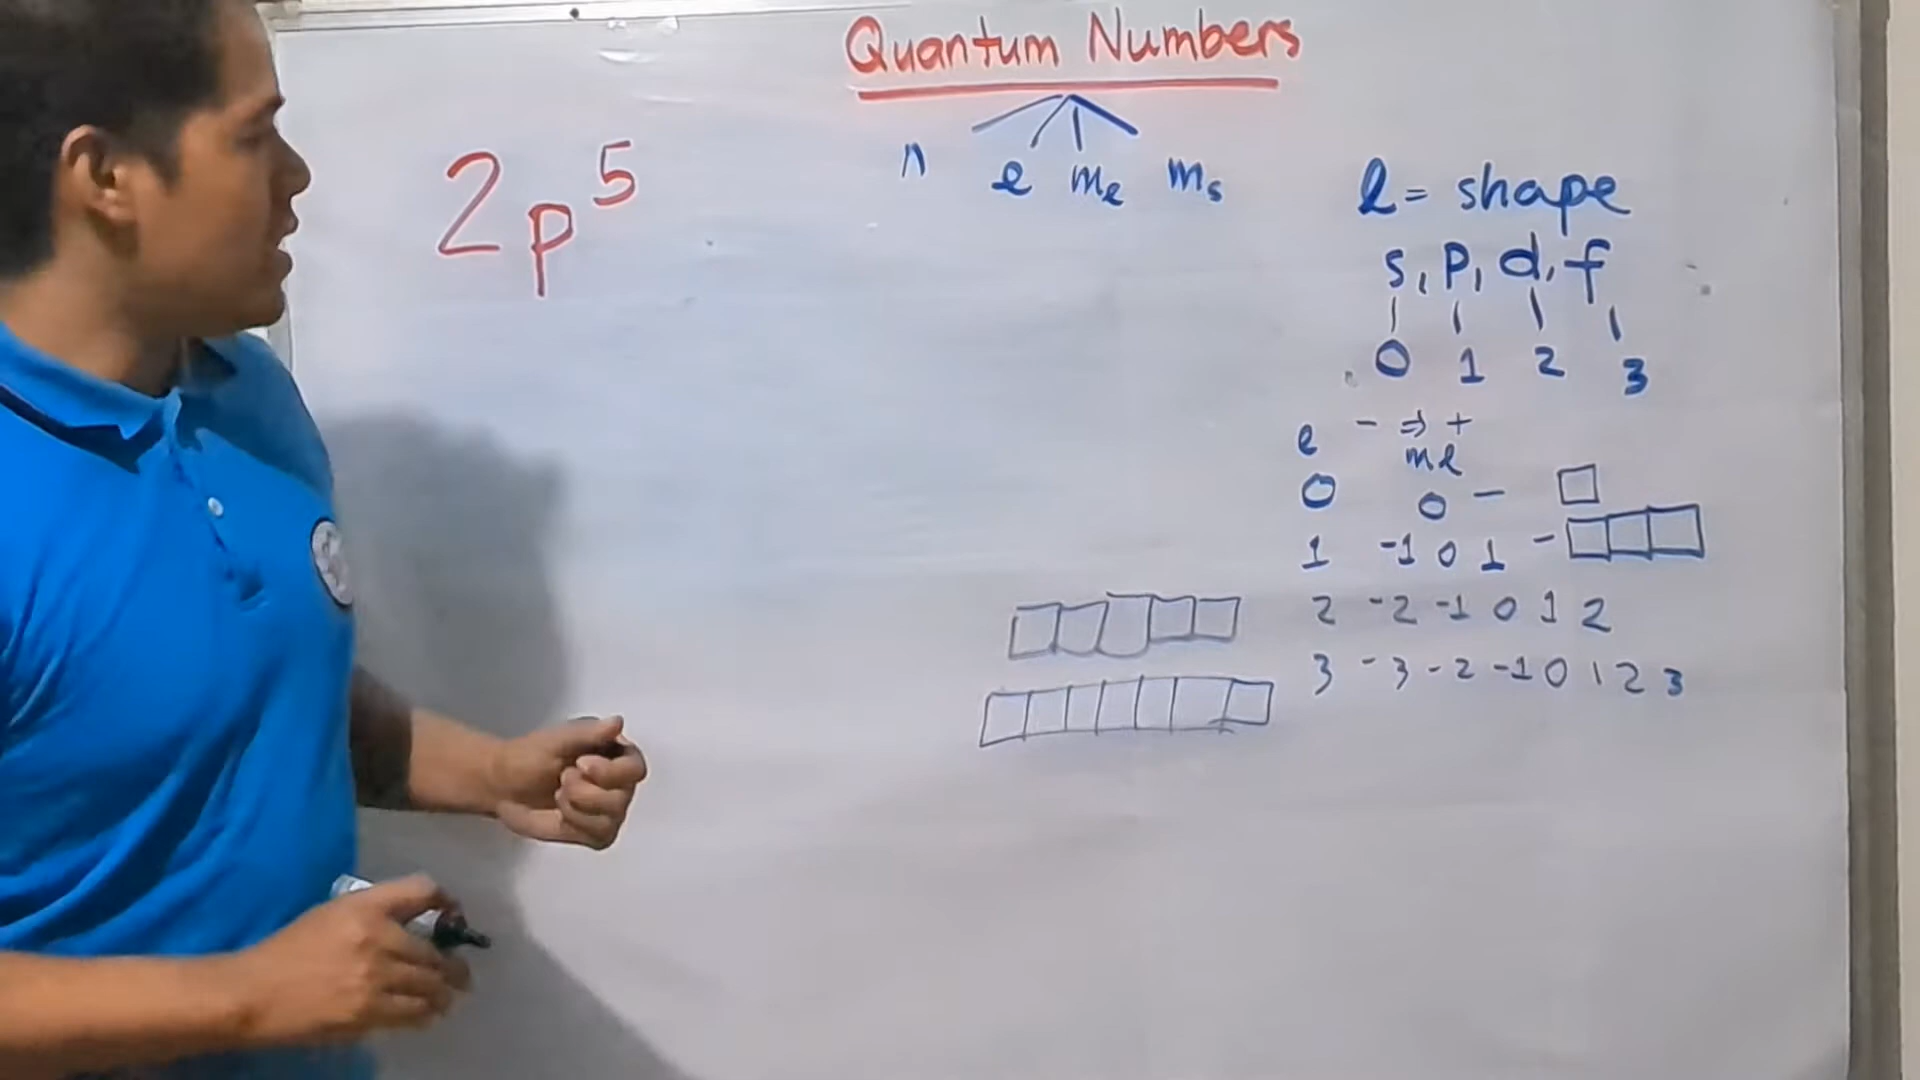 Quantum Numbers
n l ml ms
2p⁵
l = shape
s, p, d, f
0 1 2 3
l - ⇒ +
ml
0 0 -
1 -1 0 1 -
2 -2 -1 0 1 2
3 -3 -2 -1 0 1 2 3